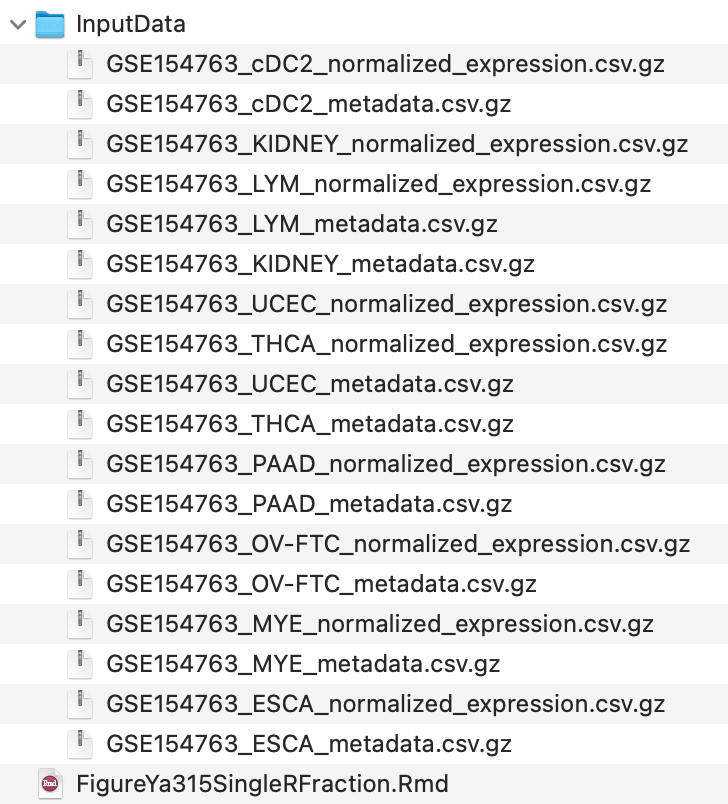 InputData
GSE154763_cDC2_normalized_expression.csv.gz
GSE154763_cDC2_metadata.csv.gz
GSE154763_KIDNEY_normalized_expression.csv.gz
GSE154763_LYM_normalized_expression.csv.gz
GSE154763_LYM_metadata.csv.gz
GSE154763_KIDNEY_metadata.csv.gz
GSE154763_UCEC_normalized_expression.csv.gz
GSE154763_THCA_normalized_expression.csv.gz
GSE154763_UCEC_metadata.csv.gz
GSE154763_THCA_metadata.csv.gz
GSE154763_PAAD_normalized_expression.csv.gz
GSE154763_PAAD_metadata.csv.gz
GSE154763_OV-FTC_normalized_expression.csv.gz
GSE154763_OV-FTC_metadata.csv.gz
GSE154763_MYE_normalized_expression.csv.gz
GSE154763_MYE_metadata.csv.gz
GSE154763_ESCA_normalized_expression.csv.gz
GSE154763_ESCA_metadata.csv.gz
Rmd FigureYa315SingleRFraction.Rmd